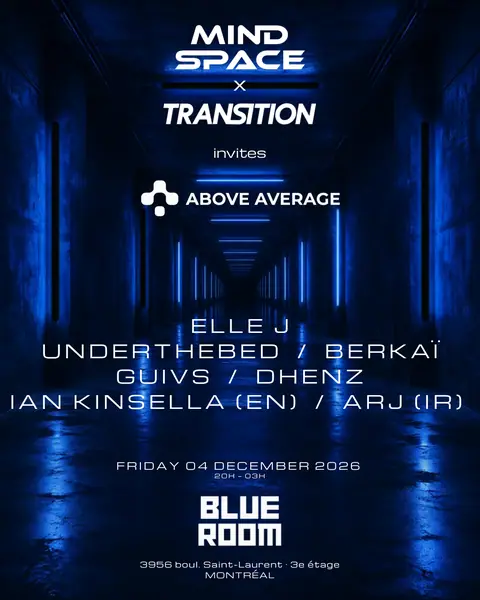 MIND
SPACE
×
TRANSITION
invites
ABOVE AVERAGE
ELLE J
UNDERTHEBED / BERKAÏ
GUIVS / DHENZ
IAN KINSELLA (EN) / ARJ (IR)
FRIDAY 04 DECEMBER 2026
20H - 03H
BLUE
ROOM
3956 boul. Saint-Laurent · 3e étage
MONTRÉAL